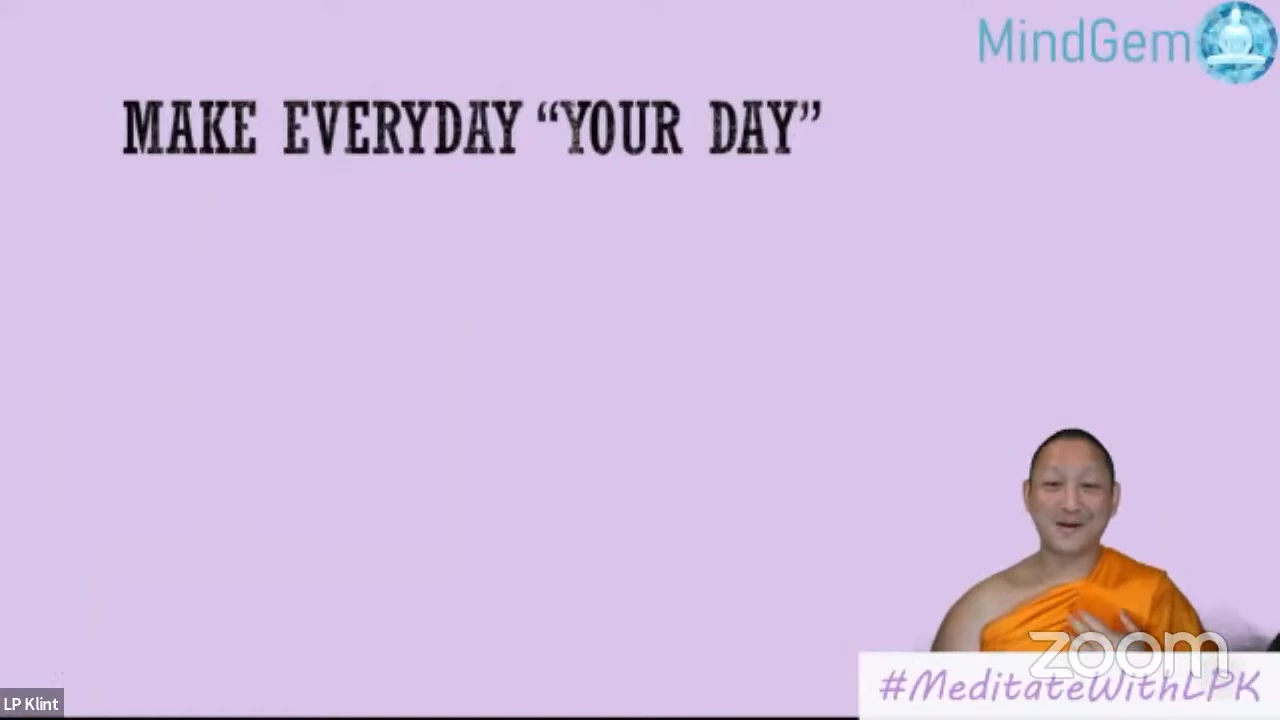 MindGem
MAKE EVERYDAY “YOUR DAY”
zoom
#MeditateWithLPK
LP Klint